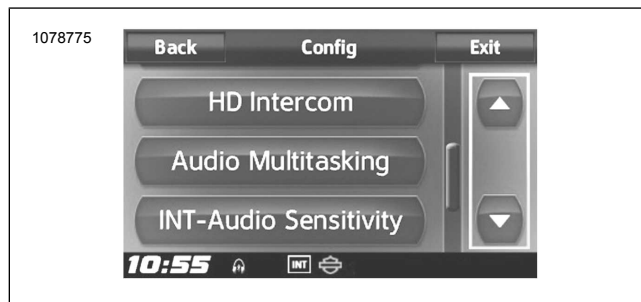 1078775
Back Config Exit
HD Intercom
Audio Multitasking
INT-Audio Sensitivity
10:55 INT